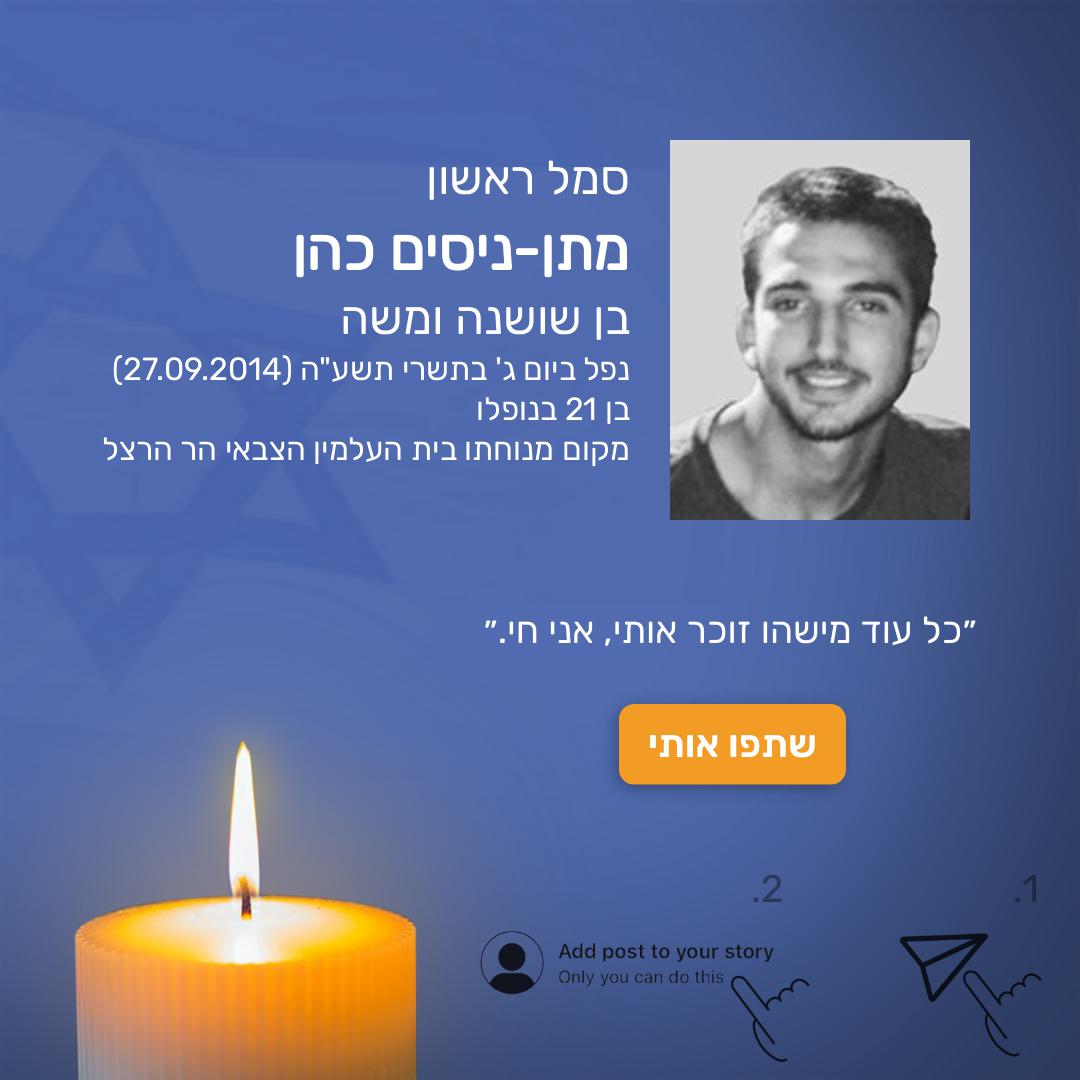 סמל ראשון
מתן-ניסים כהן
בן שושנה ומשה
נפל ביום ג' בתשרי תשע"ה (27.09.2014)
בן 21 בנופלו
מקום מנוחתו בית העלמין הצבאי הר הרצל
״כל עוד מישהו זוכר אותי, אני חי.״
שתפו אותי
1.
2.
Add post to your story
Only you can do this